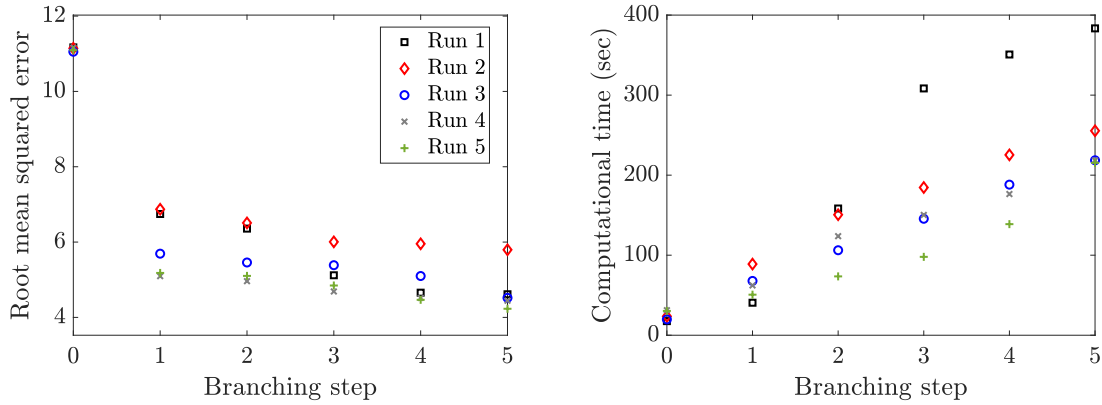 12
10
8
6
4
0 1 2 3 4 5
Branching step
Root mean squared error
Run 1
Run 2
Run 3
Run 4
Run 5
400
300
200
100
0
0 1 2 3 4 5
Branching step
Computational time (sec)